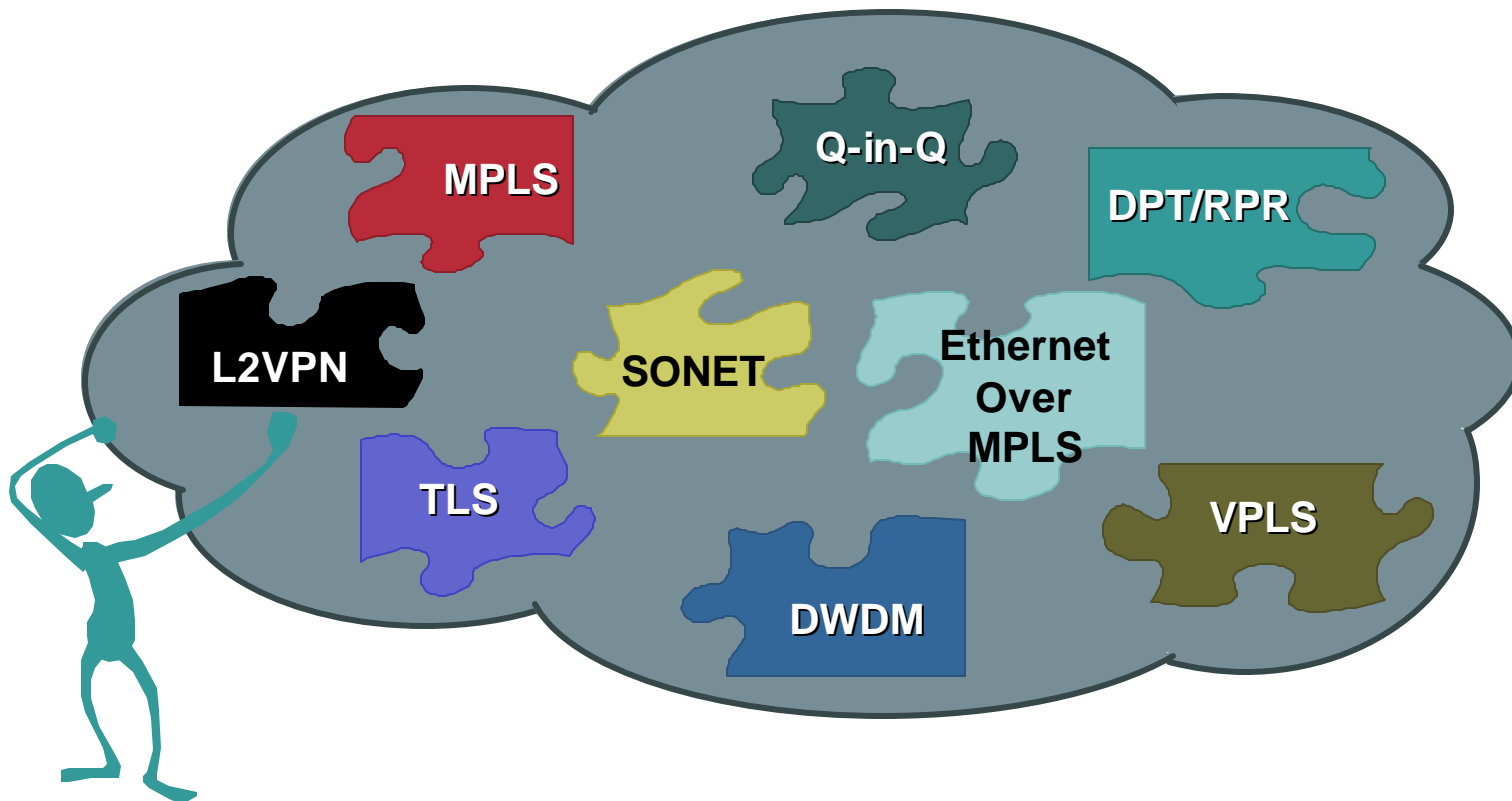 Q-in-Q
MPLS
DPT/RPR
L2VPN
SONET
Ethernet
Over
MPLS
TLS
VPLS
DWDM